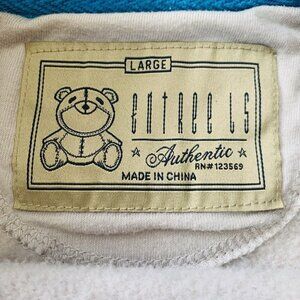 LARGE
ENTREE LS
Authentic
RN#123569
MADE IN CHINA